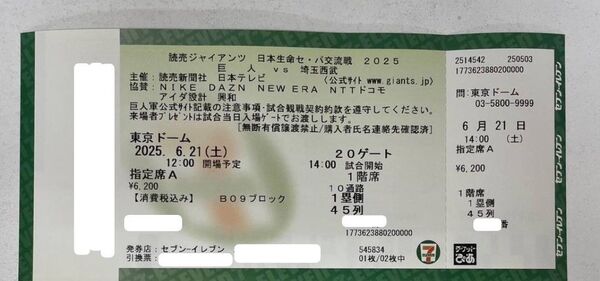 読売ジャイアンツ 日本生命セ・パ交流戦 2025
巨人 vs 埼玉西武
主催:読売新聞社 日本テレビ 〈公式サイト www.giants.jp〉
協賛:NIKE DAZN NEW ERA NTTドコモ
アイダ設計 興和
巨人軍公式サイト記載の注意事項・試合観戦契約約款を遵守してください。
来場者プレゼントは試合当日入場ゲートでお渡しします。
[無断有償譲渡禁止/購入者氏名連絡先確認済]
東京ドーム 20ゲート
2025. 6.21(土) 14:00 試合開始
12:00 開場予定 1階席
指定席A 10通路
¥6,200 1塁側
【消費税込み】 B09ブロック 45列
1773623880200000
発券店:セブン-イレブン 545834
引換票: 01枚/02枚中
2514542 250503
1773623880200000
問:東京ドーム
03-5800-9999
6月21日
14:00(土)
指定席A
¥6,200
1階席
1塁側
45列
番
チケットぴあ